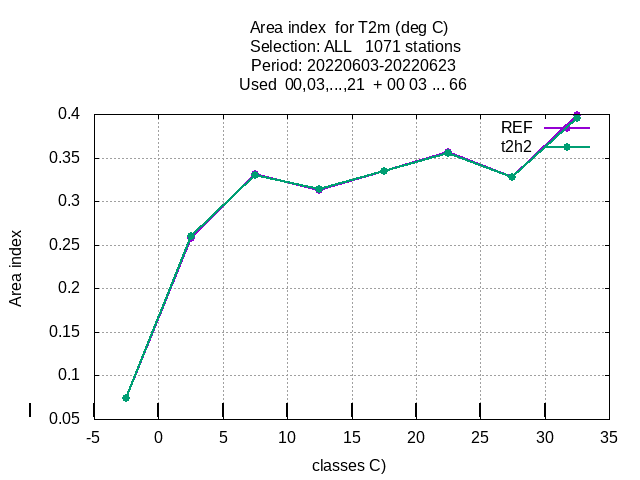 Area index  for T2m (deg C)
Selection: ALL   1071 stations
Period: 20220603-20220623
Used  00,03,...,21  + 00 03 ... 66
0.4
0.35
0.3
0.25
0.2
0.15
0.1
0.05
Area index
REF
t2h2
-5 0 5 10 15 20 25 30 35
classes C)